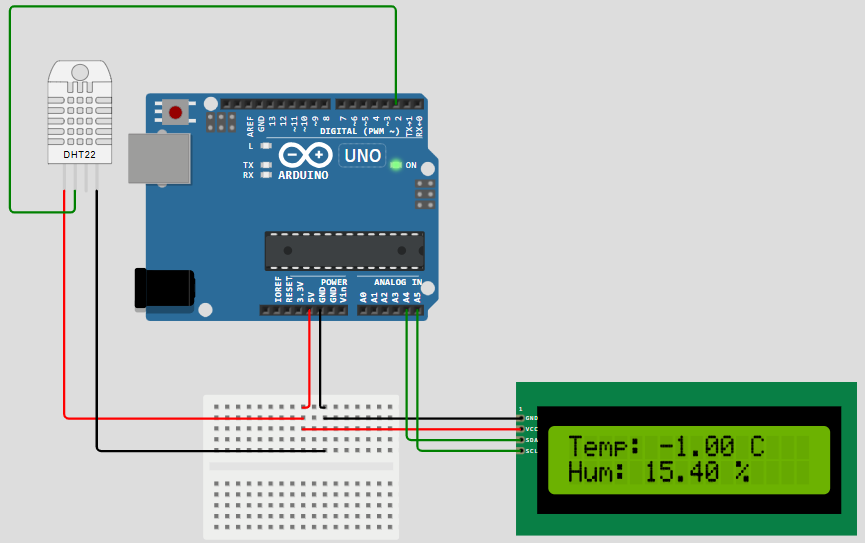 DHT22
AREF
GND
13
12
~11
~10
~9
8
7
~6
~5
4
~3
2
TX→1
RX←0
DIGITAL (PWM ~)
L
TX
RX
UNO
ARDUINO
ON
IOREF
RESET
3.3V
5V
GND
GND
Vin
POWER
ANALOG IN
A0
A1
A2
A3
A4
A5
1
GND
VCC
SDA
SCL
Temp: -1.00 C
Hum: 15.40 %